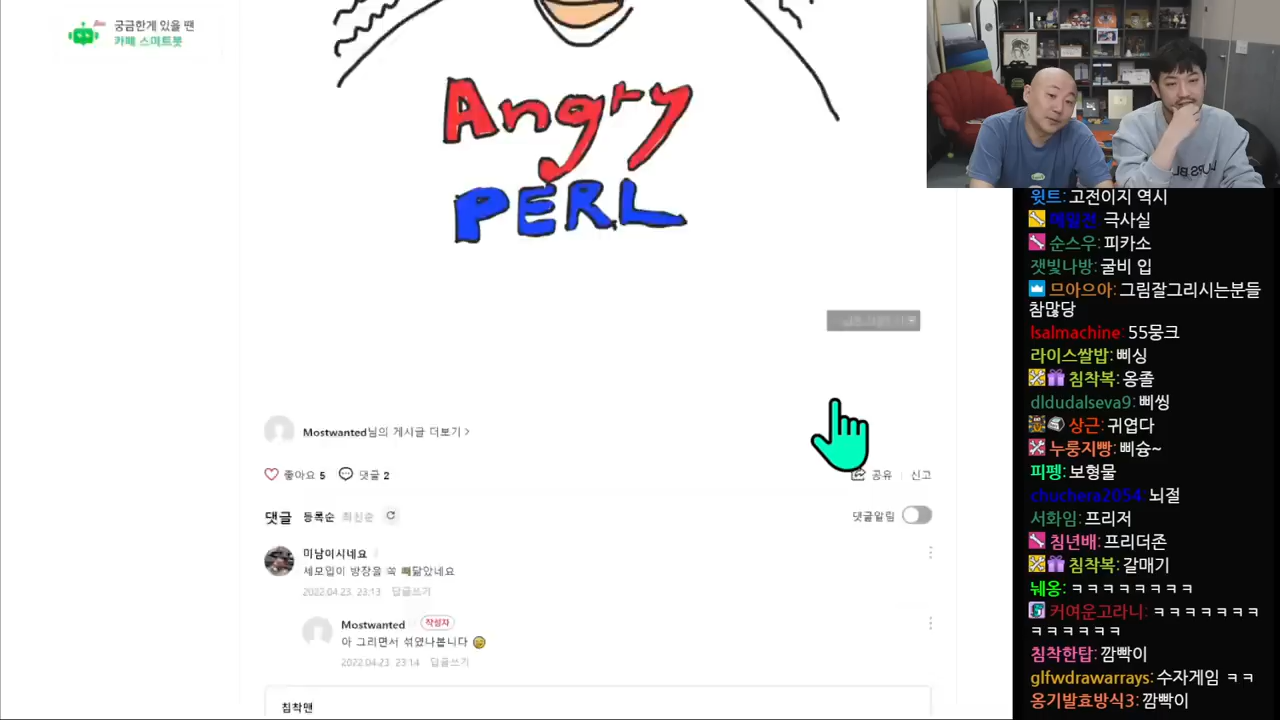 궁금한게 있을 땐
카페 스마트봇
Angry
PERL
Mostwanted님의 게시글 더보기 >
좋아요 5 댓글 2
공유 신고
댓글 등록순 최신순
댓글알림
미남이시네요
세모입이 방장을 쏙 빼닮았네요
2022.04.23. 23:13 답글쓰기
Mostwanted 작성자
아 그리면서 섞였나봅니다
2022.04.23. 23:14 답글쓰기
침착맨
윗트: 고전이지 역시
극사실
순스우: 피카소
잿빛나방: 굴비 입
므아으아: 그림잘그리시는분들
참많당
lsalmachine: 55뭉크
라이스쌀밥: 삐싱
침착복: 옹졸
dldudalseva9: 삐씽
상근: 귀엽다
누룽지빵: 삐슝~
피펭: 보형물
chuchera2054: 뇌절
서화임: 프리저
침년배: 프리더존
침착복: 갈매기
눼옹: ㅋㅋㅋㅋㅋㅋㅋㅋ
커여운고라니: ㅋㅋㅋㅋㅋㅋㅋ
ㅋㅋㅋㅋㅋㅋ
침착한탑: 깜빡이
glfwdrawarrays: 수자게임 ㅋㅋ
옹기발효방식3: 깜빡이